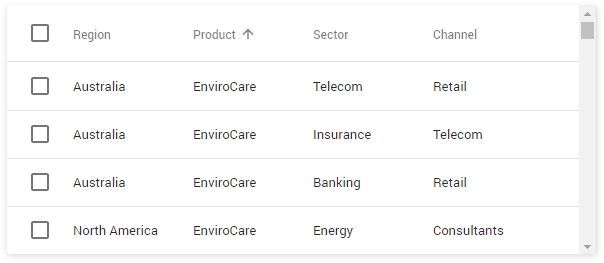 Region Product Sector Channel
Australia EnviroCare Telecom Retail
Australia EnviroCare Insurance Telecom
Australia EnviroCare Banking Retail
North America EnviroCare Energy Consultants